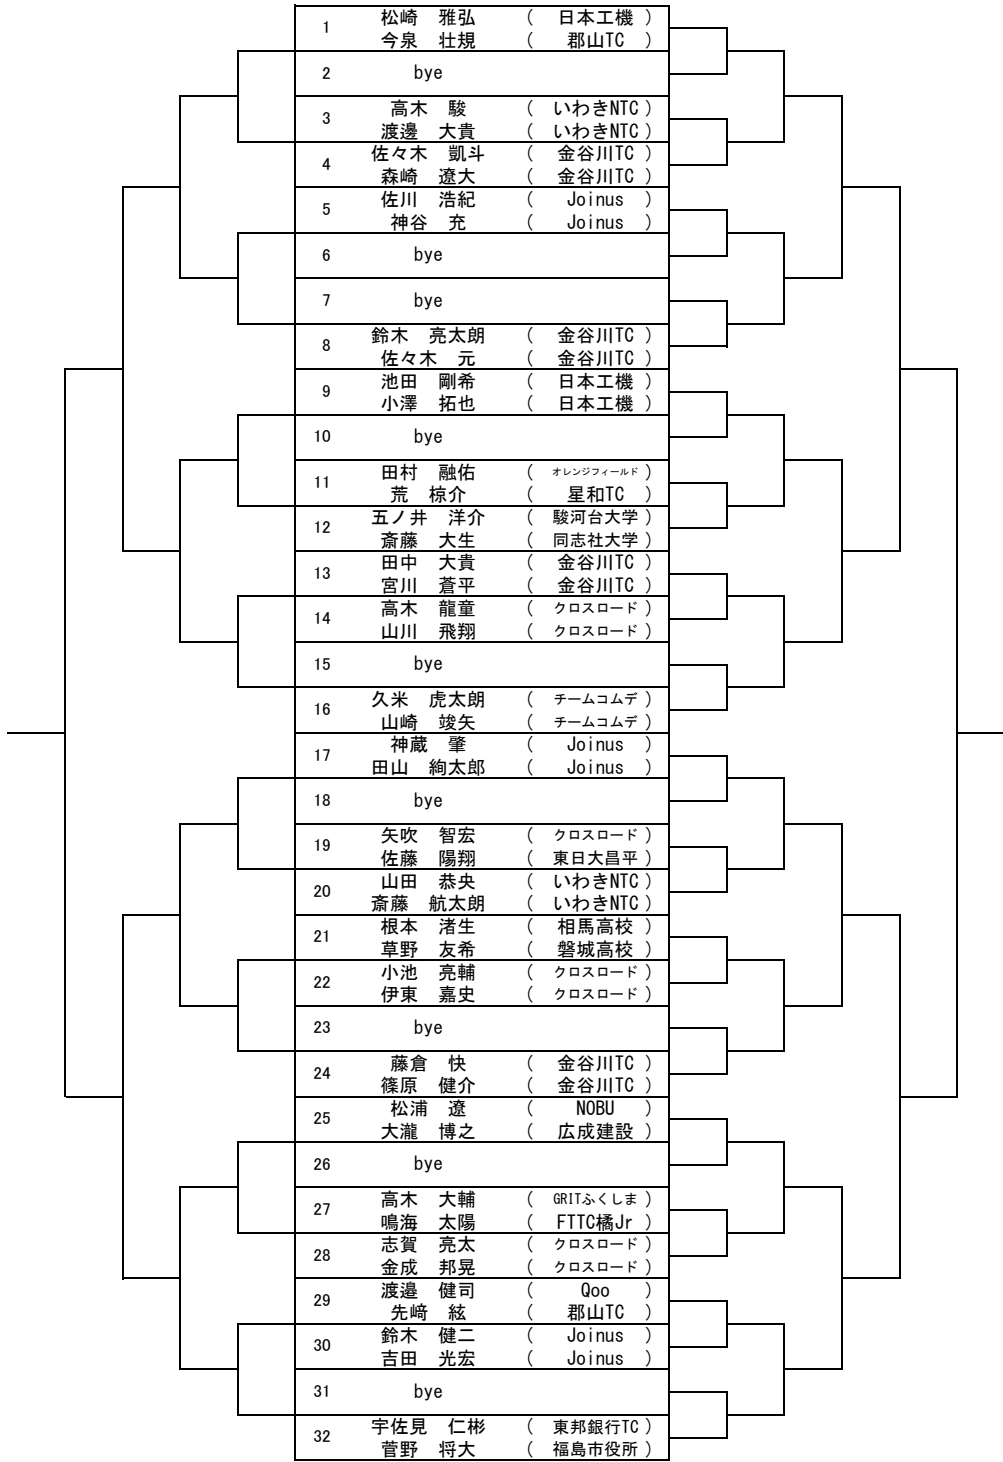 1 松崎　雅弘 ( 日本工機 )
今泉　壮規 ( 郡山TC )
2 bye
3 高木　駿 ( いわきNTC )
渡邊　大貴 ( いわきNTC )
4 佐々木　凱斗 ( 金谷川TC )
森崎　遼大 ( 金谷川TC )
5 佐川　浩紀 ( Joinus )
神谷　充 ( Joinus )
6 bye
7 bye
8 鈴木　亮太朗 ( 金谷川TC )
佐々木　元 ( 金谷川TC )
9 池田　剛希 ( 日本工機 )
小澤　拓也 ( 日本工機 )
10 bye
11 田村　融佑 ( オレンジフィールド )
荒　椋介 ( 星和TC )
12 五ノ井　洋介 ( 駿河台大学 )
斎藤　大生 ( 同志社大学 )
13 田中　大貴 ( 金谷川TC )
宮川　蒼平 ( 金谷川TC )
14 高木　龍童 ( クロスロード )
山川　飛翔 ( クロスロード )
15 bye
16 久米　虎太朗 ( チームコムデ )
山崎　竣矢 ( チームコムデ )
17 神蔵　肇 ( Joinus )
田山　絢太郎 ( Joinus )
18 bye
19 矢吹　智宏 ( クロスロード )
佐藤　陽翔 ( 東日大昌平 )
20 山田　恭央 ( いわきNTC )
斎藤　航太朗 ( いわきNTC )
21 根本　渚生 ( 相馬高校 )
草野　友希 ( 磐城高校 )
22 小池　亮輔 ( クロスロード )
伊東　嘉史 ( クロスロード )
23 bye
24 藤倉　快 ( 金谷川TC )
篠原　健介 ( 金谷川TC )
25 松浦　遼 ( NOBU )
大瀧　博之 ( 広成建設 )
26 bye
27 高木　大輔 ( GRITふくしま )
鳴海　太陽 ( FTTC橘Jr )
28 志賀　亮太 ( クロスロード )
金成　邦晃 ( クロスロード )
29 渡邉　健司 ( Qoo )
先﨑　絃 ( 郡山TC )
30 鈴木　健二 ( Joinus )
吉田　光宏 ( Joinus )
31 bye
32 宇佐見　仁彬 ( 東邦銀行TC )
菅野　将大 ( 福島市役所 )